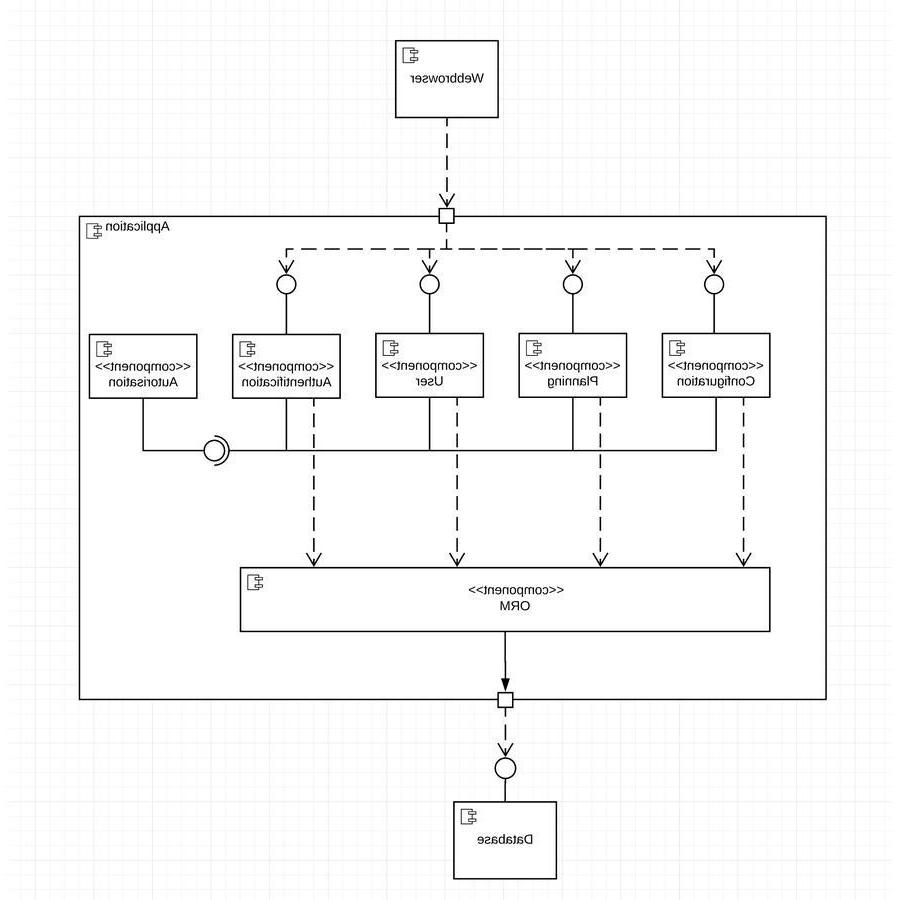 Webbrowser
Application
<<component>>
Autorisation
<<component>>
Authentification
<<component>>
User
<<component>>
Planning
<<component>>
Configuration
<<component>>
ORM
Database